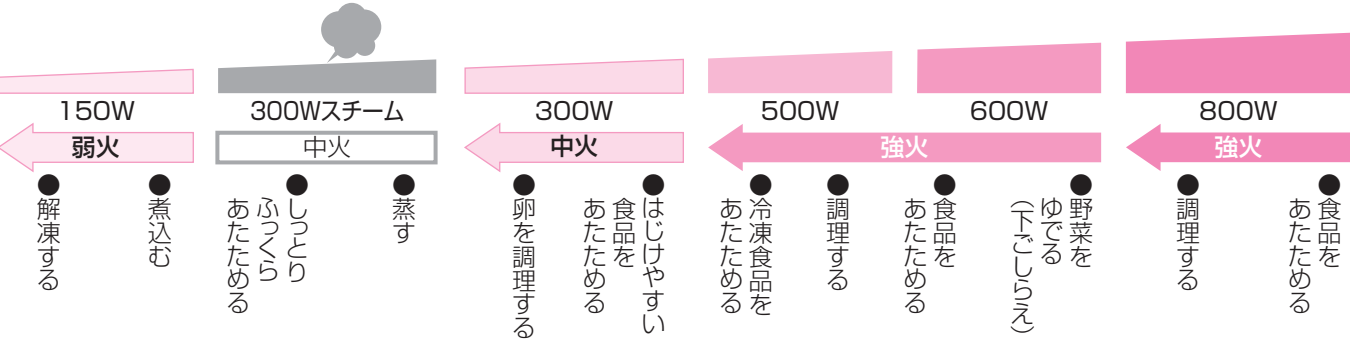 150W
300Wスチーム
300W
500W
600W
800W
弱火
中火
中火
強火
強火
●解凍する
●煮込む
●しっとり
ふっくら
あたためる
●蒸す
●卵を調理する
●はじけやすい
食品を
あたためる
●冷凍食品を
あたためる
●調理する
●食品を
あたためる
●野菜を
ゆでる
(下ごしらえ)
●調理する
●食品を
あたためる